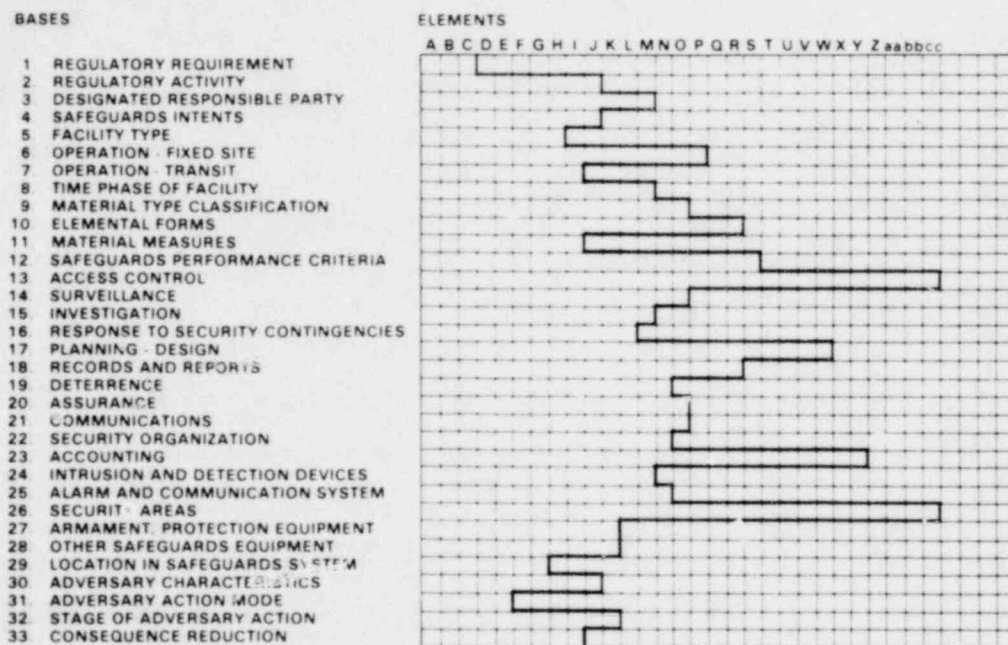 BASES ELEMENTS
A B C D E F G H I J K L M N O P Q R S T U V W X Y Z aa bb cc
1 REGULATORY REQUIREMENT
2. REGULATORY ACTIVITY
3. DESIGNATED RESPONSIBLE PARTY
4. SAFEGUARDS INTENTS
5. FACILITY TYPE
6. OPERATION - FIXED SITE
7. OPERATION - TRANSIT
8. TIME PHASE OF FACILITY
9. MATERIAL TYPE CLASSIFICATION
10. ELEMENTAL FORMS
11. MATERIAL MEASURES
12. SAFEGUARDS PERFORMANCE CRITERIA
13. ACCESS CONTROL
14. SURVEILLANCE
15. INVESTIGATION
16. RESPONSE TO SECURITY CONTINGENCIES
17. PLANNING - DESIGN
18. RECORDS AND REPORTS
19. DETERRENCE
20. ASSURANCE
21. COMMUNICATIONS
22. SECURITY ORGANIZATION
23. ACCOUNTING
24. INTRUSION AND DETECTION DEVICES
25. ALARM AND COMMUNICATION SYSTEM
26. SECURIT AREAS
27. ARMAMENT, PROTECTION EQUIPMENT
28. OTHER SAFEGUARDS EQUIPMENT
29. LOCATION IN SAFEGUARDS SYSTEM
30. ADVERSARY CHARACTERISTICS
31. ADVERSARY ACTION MODE
32. STAGE OF ADVERSARY ACTION
33. CONSEQUENCE REDUCTION